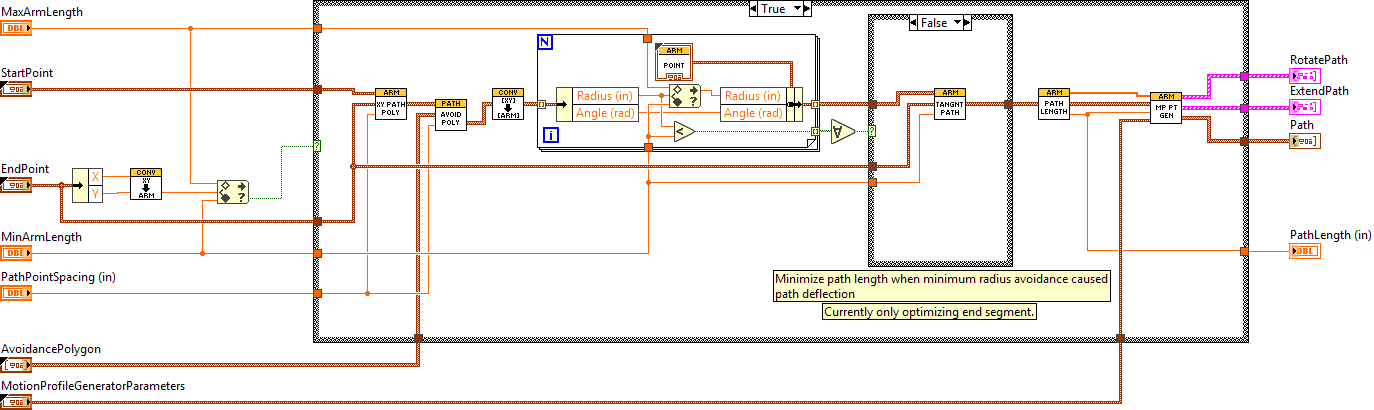 MaxArmLength
DBL
StartPoint
EndPoint
X
Y
CONV
XY
ARM
MinArmLength
DBL
PathPointSpacing (in)
DBL
AvoidancePolygon
MotionProfileGeneratorParameters
True
ARM
XY PATH
POLY
PATH
AVOID
POLY
CONV
[XY]
[ARM]
N
i
ARM
POINT
Radius (in)
Angle (rad)
?
Radius (in)
Angle (rad)
<
?
?
?
False
ARM
TANGNT
PATH
ARM
PATH
LENGTH
ARM
MP PT
GEN
Minimize path length when minimum radius avoidance caused
path deflection
Currently only optimizing end segment.
RotatePath
ExtendPath
Path
PathLength (in)
DBL